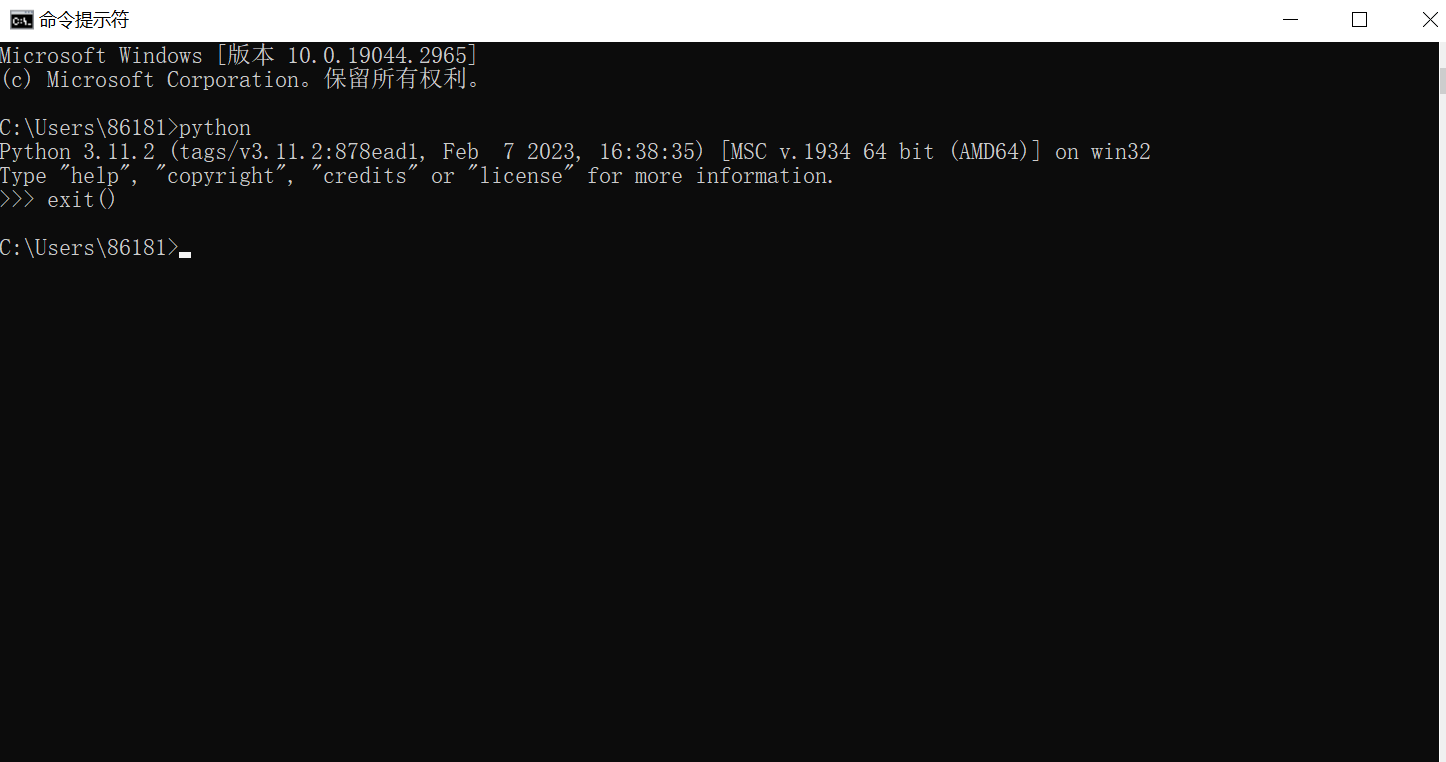 命令提示符
Microsoft Windows [版本 10.0.19044.2965]
(c) Microsoft Corporation。保留所有权利。
C:\Users\86181>python
Python 3.11.2 (tags/v3.11.2:878ead1, Feb  7 2023, 16:38:35) [MSC v.1934 64 bit (AMD64)] on win32
Type "help", "copyright", "credits" or "license" for more information.
>>> exit()
C:\Users\86181>